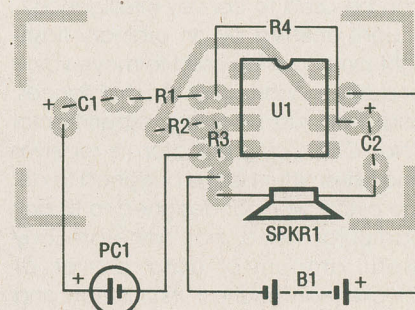 R4
+ C1 R1
U1
+
R2 R3
C2
SPKR1
PC1
B1
+ +